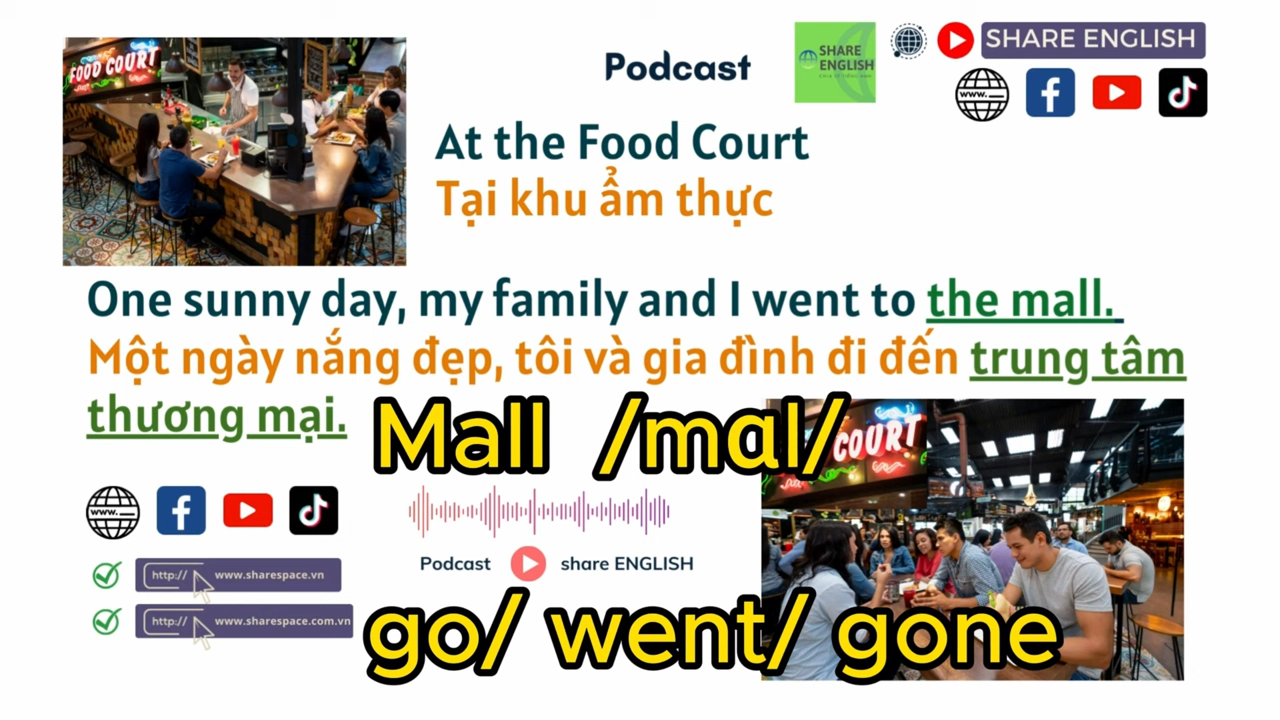 FOOD COURT
Podcast
SHARE
ENGLISH
SHARE ENGLISH
www.
At the Food Court
Tại khu ẩm thực
One sunny day, my family and I went to the mall.
Một ngày nắng đẹp, tôi và gia đình đi đến trung tâm
thương mại.
Mall /mɑl/
COURT
www.
Podcast share ENGLISH
http:// www.sharespace.vn
http:// www.sharespace.com.vn
go/ went/ gone